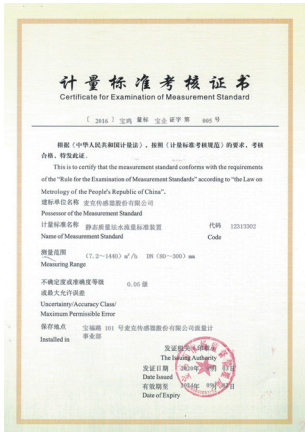 计量标准考核证书
Certificate for Examination of Measurement Standard
〔 2016 〕宝鸡 量标 宝企 证字 第 005 号
根据《中华人民共和国计量法》，按照《计量标准考核规范》的要求，考核
合格，特发此证。
This is to certify that the measurement standard conforms with the requirements
of the "Rule for the Examination of Measurement Standards" according to "the Law on
Metrology of the People's Republic of China".
建标单位名称 麦克传感器股份有限公司
Possessor of the Measurement Standard
计量标准名称 静态质量法水流量标准装置 代码 12313302
Name of Measurement Standard Code
测量范围 (7.2～1440) m³/h DN (80～300) mm
Measuring Range
不确定度或准确度等级 0.05 级
或最大允许误差
Uncertainty/Accuracy Class/
Maximum Permissible Error
保存地点 宝福路 101 号麦克传感器股份有限公司流量计
Installed in 事业部
发证机关
The Issuing Authority
发证日期
Date Issued
有效期至
Date of Expiry